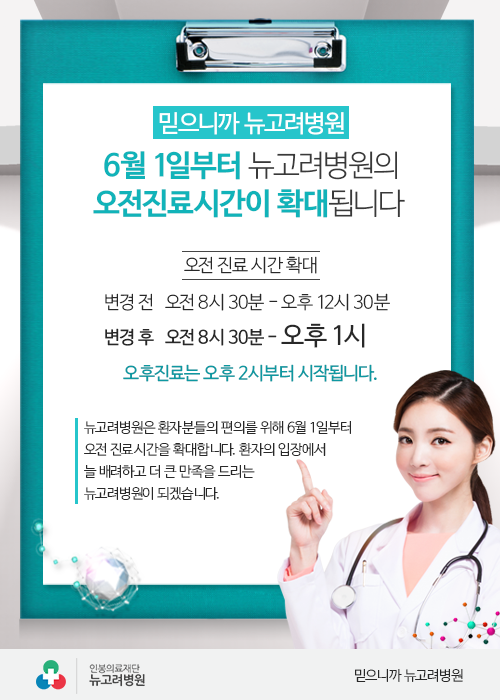 믿으니까 뉴고려병원
6월 1일부터 뉴고려병원의
오전진료시간이 확대됩니다
오전 진료 시간 확대
변경 전 오전 8시 30분 - 오후 12시 30분
변경 후 오전 8시 30분 - 오후 1시
오후진료는 오후 2시부터 시작됩니다.
뉴고려병원은 환자분들의 편의를 위해 6월 1일부터
오전 진료시간을 확대합니다. 환자의 입장에서
늘 배려하고 더 큰 만족을 드리는
뉴고려병원이 되겠습니다.
인봉의료재단
뉴고려병원
믿으니까 뉴고려병원